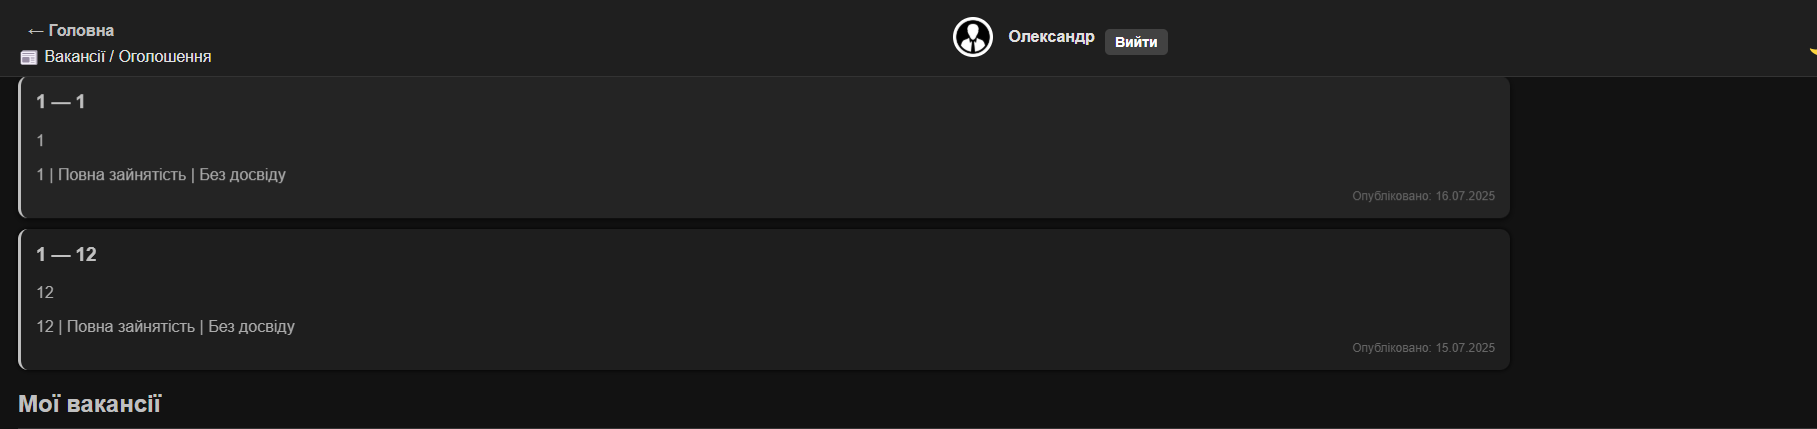 ← Головна
Вакансії / Оголошення
Олександр
Выйти
1 — 1
1
1 | Повна зайнятість | Без досвіду
Опубліковано: 16.07.2025
1 — 12
12
12 | Повна зайнятість | Без досвіду
Опубліковано: 15.07.2025
Мої вакансії